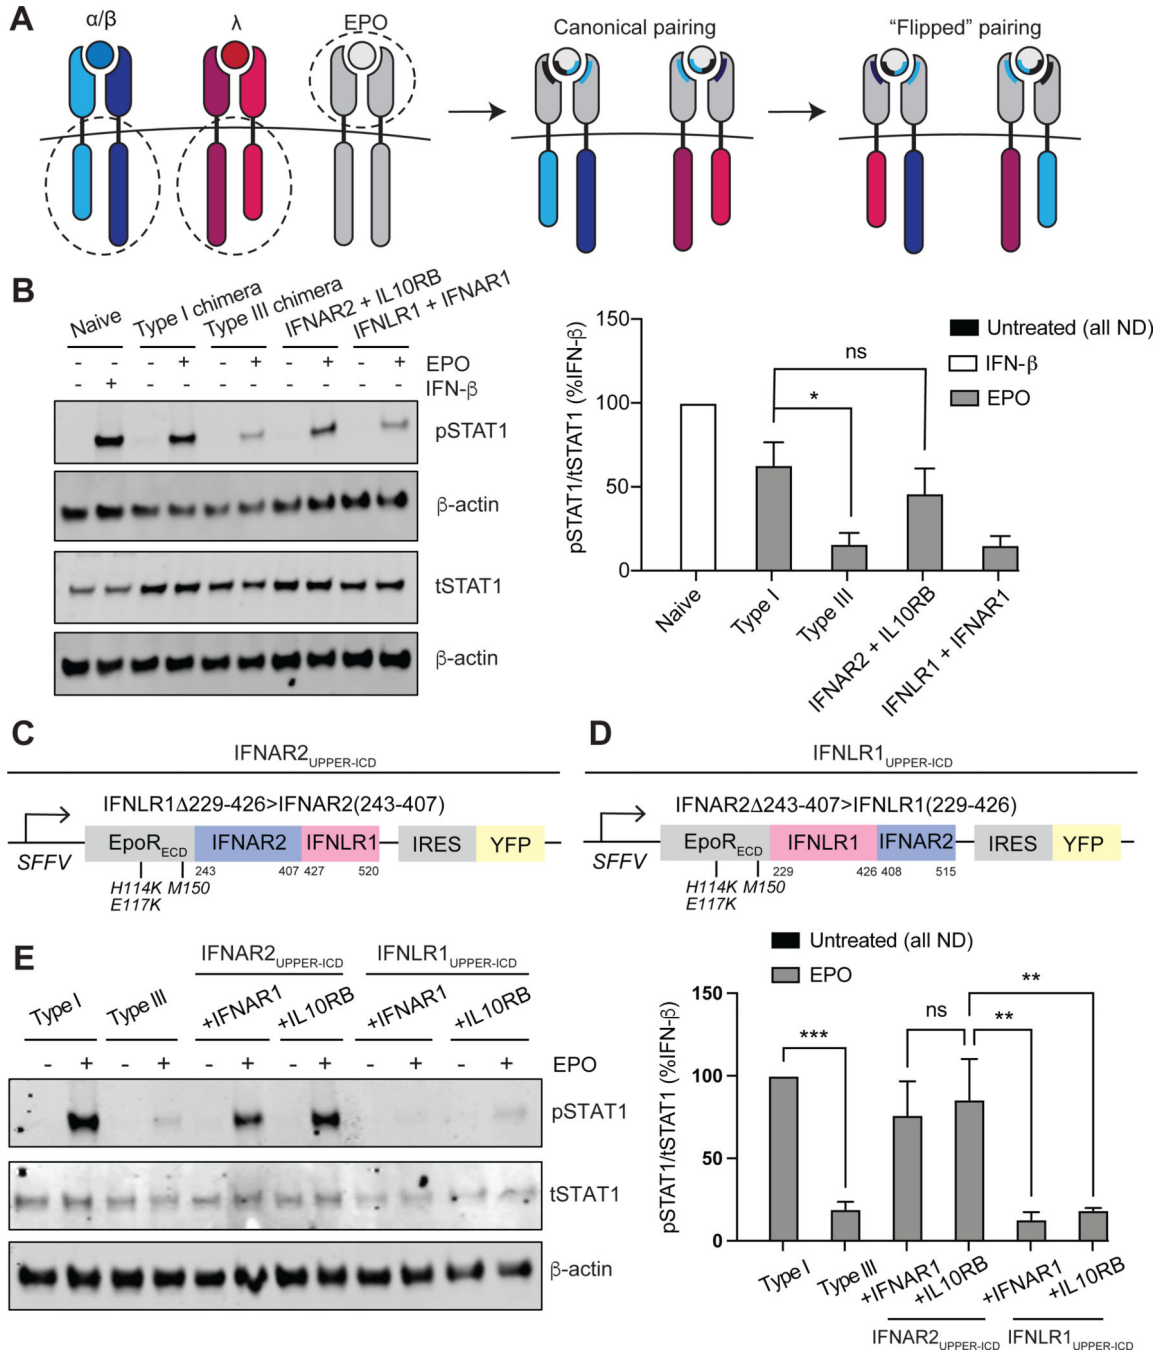 A
α/β
λ
EPO
Canonical pairing
“Flipped” pairing
B
Naive
Type I chimera
Type III chimera
IFNAR2 + IL10RB
IFNLR1 + IFNAR1
- - - + - + - + - + EPO
- + - - - - - - - - IFN-β
pSTAT1
β-actin
tSTAT1
β-actin
pSTAT1/tSTAT1 (%IFN-β)
150
100
50
0
ns
*
Untreated (all ND)
IFN-β
EPO
Naive
Type I
Type III
IFNAR2 + IL10RB
IFNLR1 + IFNAR1
C
IFNAR2UPPER-ICD
IFNLR1Δ229-426>IFNAR2(243-407)
SFFV
EpoRECD IFNAR2 IFNLR1 IRES YFP
243 407 427 520
H114K M150
E117K
D
IFNLR1UPPER-ICD
IFNAR2Δ243-407>IFNLR1(229-426)
SFFV
EpoRECD IFNLR1 IFNAR2 IRES YFP
229 426 408 515
H114K M150
E117K
E
IFNAR2UPPER-ICD
IFNLR1UPPER-ICD
Type I
Type III
+IFNAR1
+IL10RB
+IFNAR1
+IL10RB
- + - + - + - + - + - + EPO
pSTAT1
tSTAT1
β-actin
Untreated (all ND)
EPO
pSTAT1/tSTAT1 (%IFN-β)
150
100
50
0
***
ns
**
**
Type I
Type III
+IFNAR1
+IL10RB
+IFNAR1
+IL10RB
IFNAR2UPPER-ICD
IFNLR1UPPER-ICD